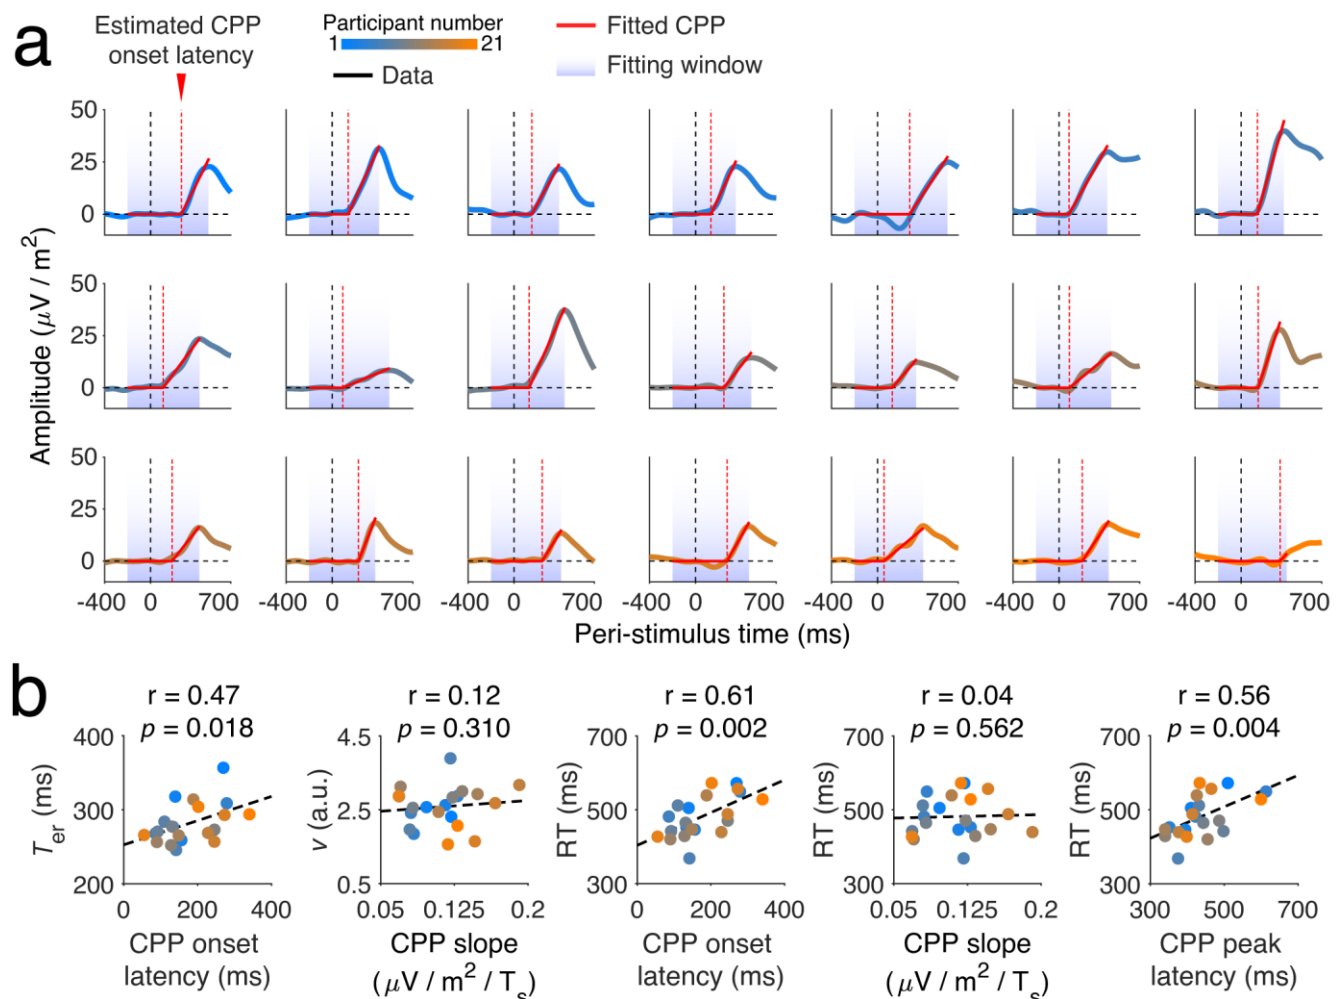 a
Estimated CPP
onset latency
Participant number
1 21
Data
Fitted CPP
Fitting window
Amplitude (μV / m²)
50
25
0
50
25
0
50
25
0
-400 0 700 -400 0 700 -400 0 700 -400 0 700 -400 0 700 -400 0 700 -400 0 700
Peri-stimulus time (ms)
b
r = 0.47
p = 0.018
T_er (ms)
400
300
200
0 200 400
CPP onset
latency (ms)
r = 0.12
p = 0.310
v (a.u.)
4.5
2.5
0.5
0.05 0.125 0.2
CPP slope
(μV / m² / T_s)
r = 0.61
p = 0.002
RT (ms)
700
500
300
0 200 400
CPP onset
latency (ms)
r = 0.04
p = 0.562
RT (ms)
700
500
300
0.05 0.125 0.2
CPP slope
(μV / m² / T_s)
r = 0.56
p = 0.004
RT (ms)
700
500
300
300 500 700
CPP peak
latency (ms)